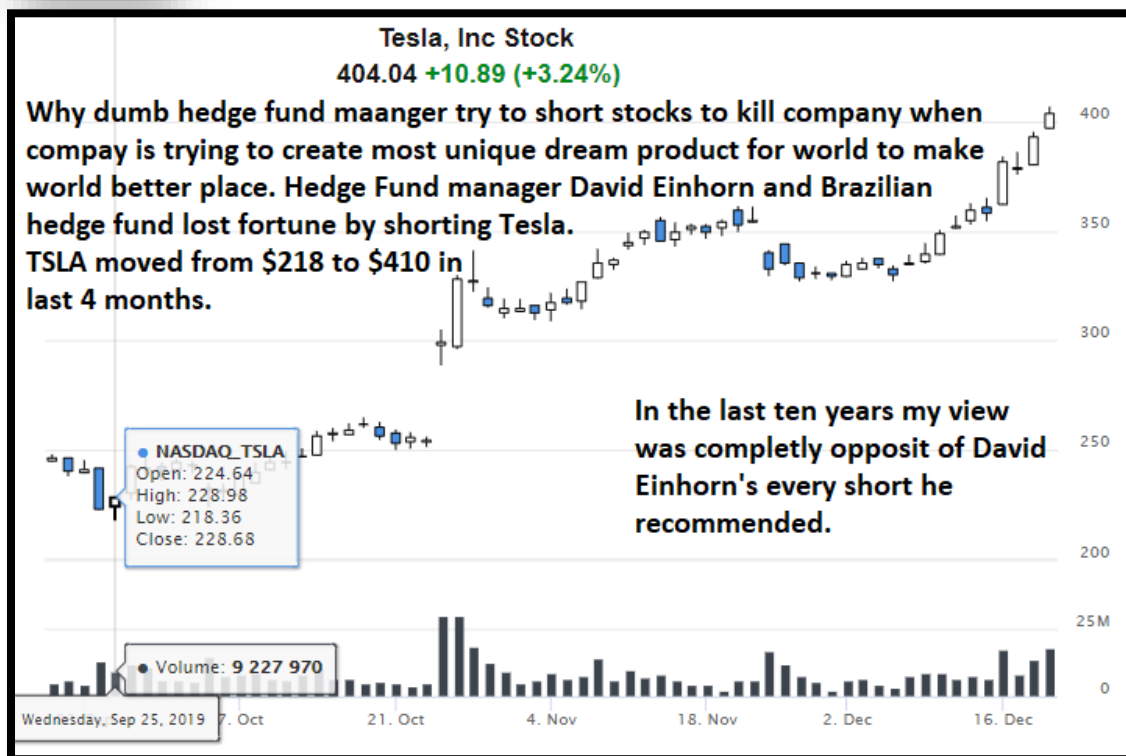 Tesla, Inc Stock
404.04 +10.89 (+3.24%)
Why dumb hedge fund maanger try to short stocks to kill company when
compay is trying to create most unique dream product for world to make
world better place. Hedge Fund manager David Einhorn and Brazilian
hedge fund lost fortune by shorting Tesla.
TSLA moved from $218 to $410 in
last 4 months.
In the last ten years my view
was completly opposit of David
Einhorn's every short he
recommended.
400
350
300
250
200
25M
0
NASDAQ_TSLA
Open: 224.64
High: 228.98
Low: 218.36
Close: 228.68
Volume: 9 227 970
Wednesday, Sep 25, 2019
7. Oct
21. Oct
4. Nov
18. Nov
2. Dec
16. Dec